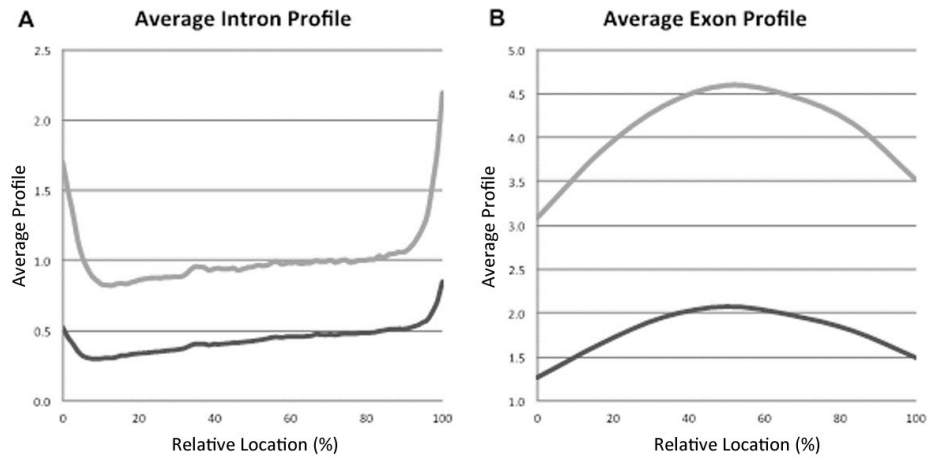 A Average Intron Profile
2.5
2.0
1.5
1.0
0.5
0.0
Average Profile
0 20 40 60 80 100
Relative Location (%)
B Average Exon Profile
5.0
4.5
4.0
3.5
3.0
2.5
2.0
1.5
1.0
Average Profile
0 20 40 60 80 100
Relative Location (%)